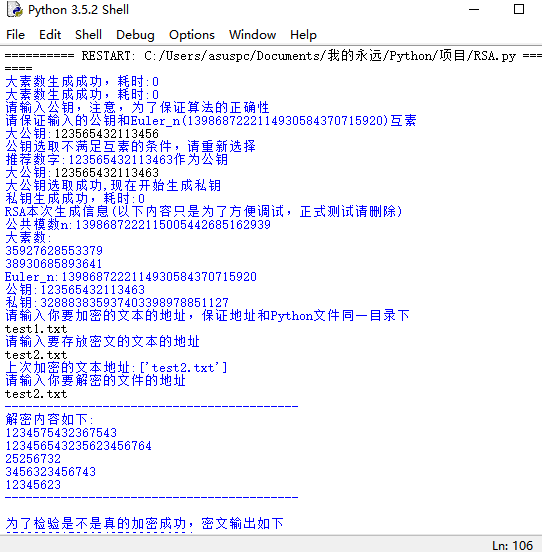 Python 3.5.2 Shell
File Edit Shell Debug Options Window Help
========== RESTART: C:/Users/asuspc/Documents/我的永远/Python/项目/RSA.py ===
====
大素数生成成功，耗时:0
大素数生成成功，耗时:0
请输入公钥，注意，为了保证算法的正确性
请保证输入的公钥和Euler_n(1398687222114930584370715920)互素
大公钥:123565432113456
公钥选取不满足互素的条件，请重新选择
推荐数字:123565432113463作为公钥
大公钥:123565432113463
大公钥选取成功,现在开始生成私钥
私钥生成成功，耗时:0
RSA本次生成信息(以下内容只是为了方便调试，正式测试请删除)
公共模数n:1398687222115005442685162939
大素数:
35927628553379
38930685893641
Euler_n:1398687222114930584370715920
公钥:123565432113463
私钥:328883835937403398978851127
请输入你要加密的文本的地址，保证地址和Python文件同一目录下
test1.txt
请输入要存放密文的文本的地址
test2.txt
上次加密的文本地址:['test2.txt']
请输入你要解密的文件的地址
test2.txt
------------------------------------------
解密内容如下:
1234575432367543
123456543235623456764
25256732
3456323456743
12345623
------------------------------------------
为了检验是不是真的加密成功，密文输出如下
Ln: 106